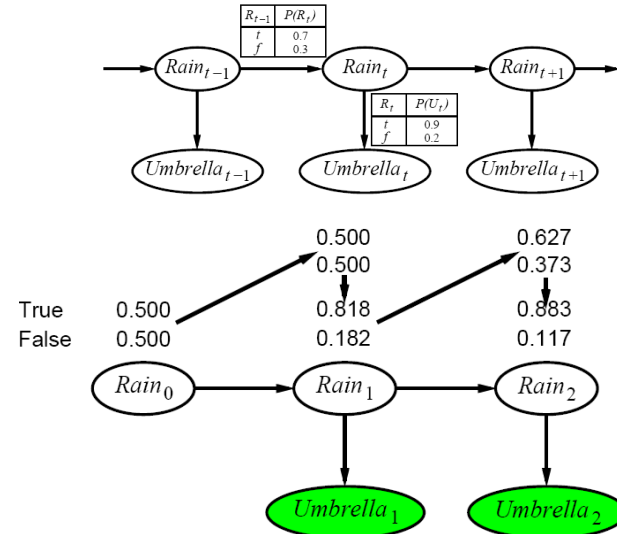 R_{t-1} P(R_t)
t 0.7
f 0.3
Rain_{t-1} Rain_t Rain_{t+1}
R_t P(U_t)
t 0.9
f 0.2
Umbrella_{t-1} Umbrella_t Umbrella_{t+1}
0.500 0.627
0.500 0.373
True 0.500 0.818 0.883
False 0.500 0.182 0.117
Rain_0 Rain_1 Rain_2
Umbrella_1 Umbrella_2